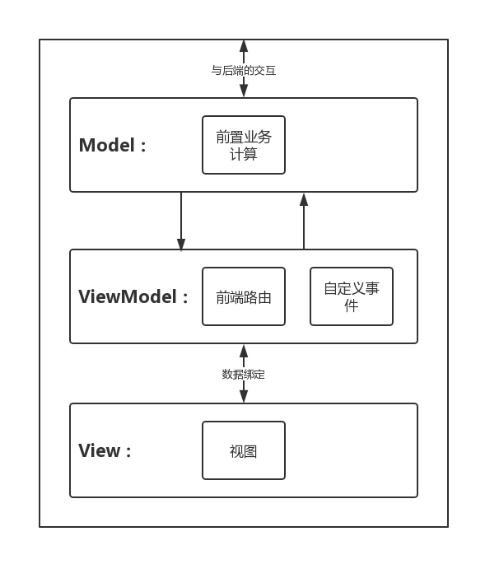 与后端的交互
Model：
前置业务
计算
ViewModel：
前端路由
自定义事
件
数据绑定
View：
视图